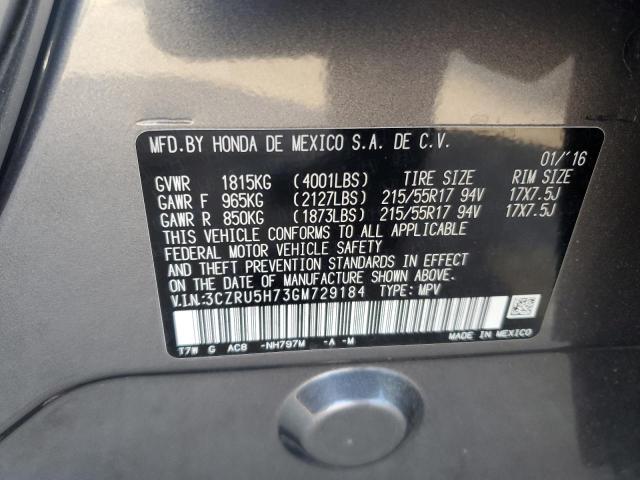 MFD.BY HONDA DE MEXICO S.A. DE C.V.
01/'16
GVWR 1815KG (4001LBS) TIRE SIZE RIM SIZE
GAWR F 965KG (2127LBS) 215/55R17 94V 17X7.5J
GAWR R 850KG (1873LBS) 215/55R17 94V 17X7.5J
THIS VEHICLE CONFORMS TO ALL APPLICABLE
FEDERAL MOTOR VEHICLE SAFETY
AND THEFT PREVENTION STANDARDS IN EFFECT
ON THE DATE OF MANUFACTURE SHOWN ABOVE.
V.I.N:3CZRU5H73GM729184 TYPE: MPV
T7W G AC8 -NH797M -A -M
MADE IN MEXICO